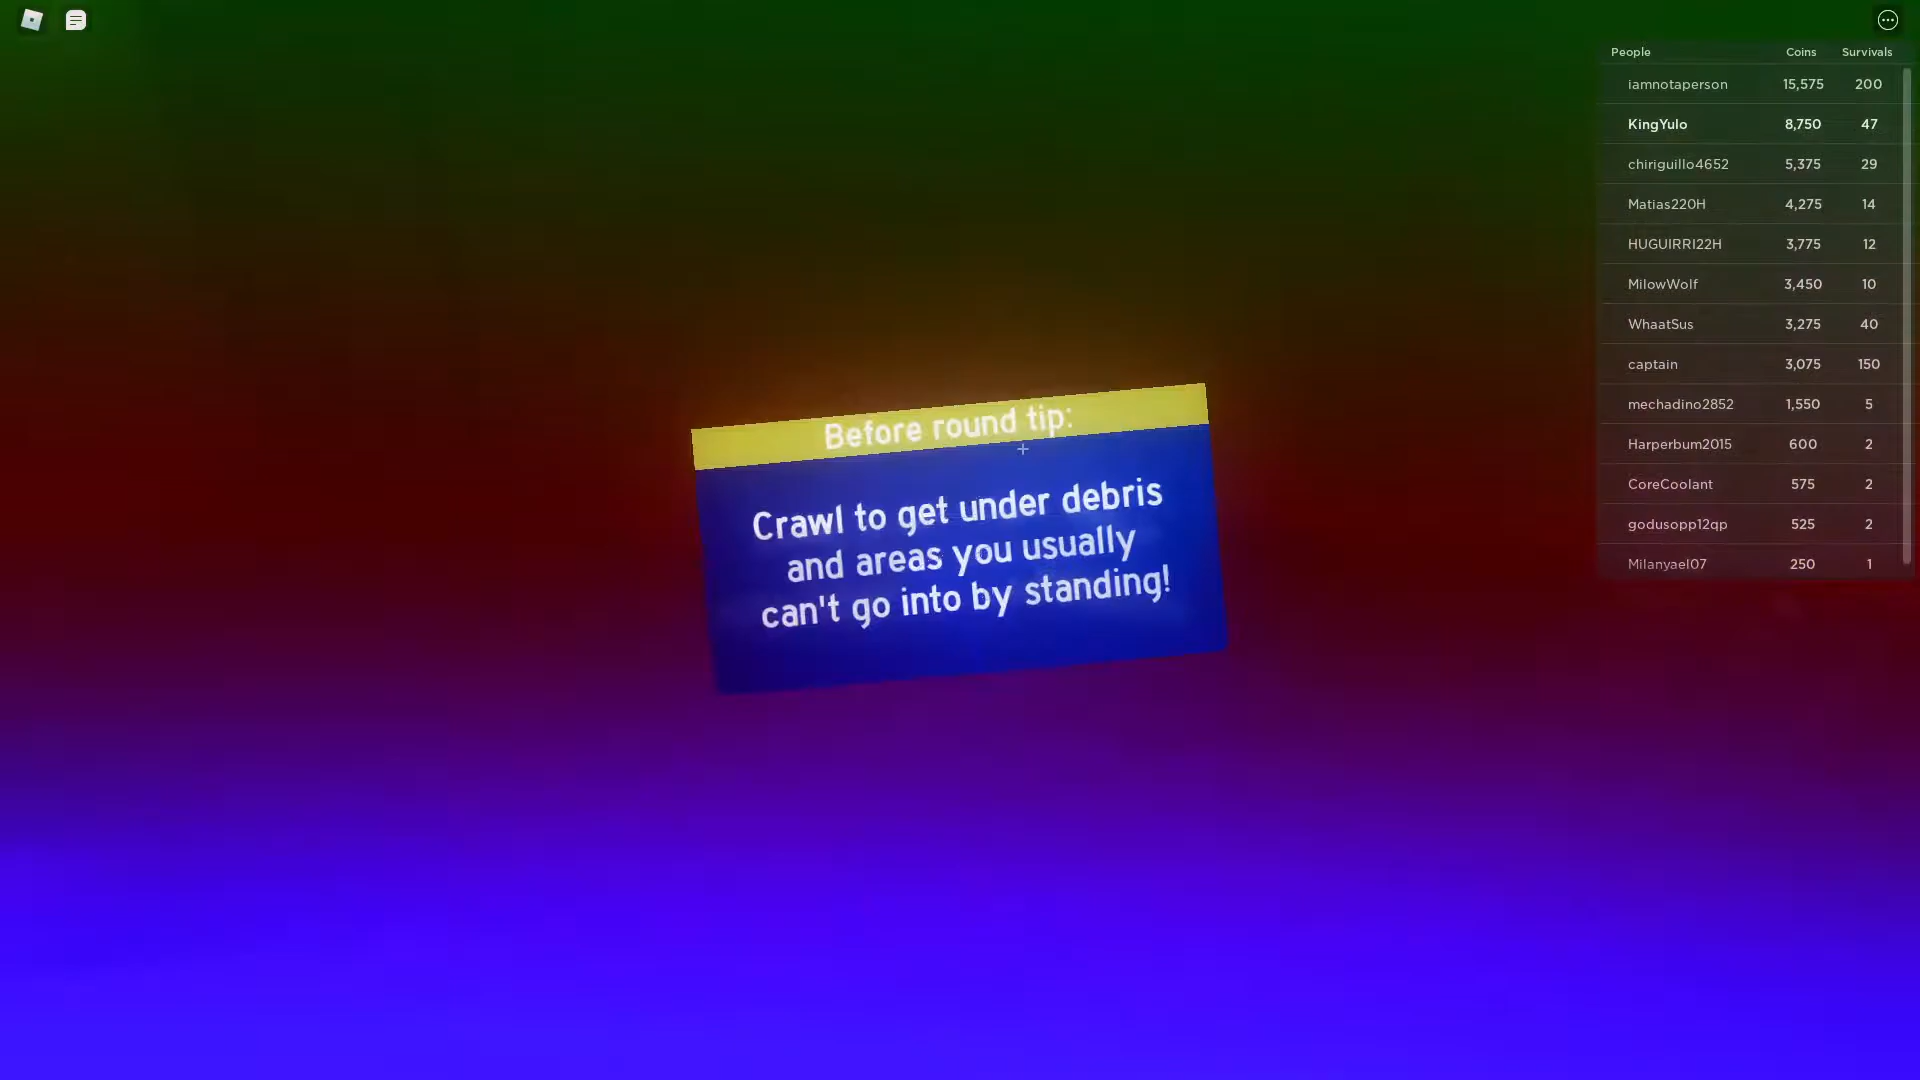 People Coins Survivals
iamnotaperson 15,575 200
KingYulo 8,750 47
chiriguillo4652 5,375 29
Matias220H 4,275 14
HUGUIRRI22H 3,775 12
MilowWolf 3,450 10
WhaatSus 3,275 40
captain 3,075 150
mechadino2852 1,550 5
Harperbum2015 600 2
CoreCoolant 575 2
godusopp12qp 525 2
Milanyael07 250 1
Before round tip:
Crawl to get under debris
and areas you usually
can't go into by standing!